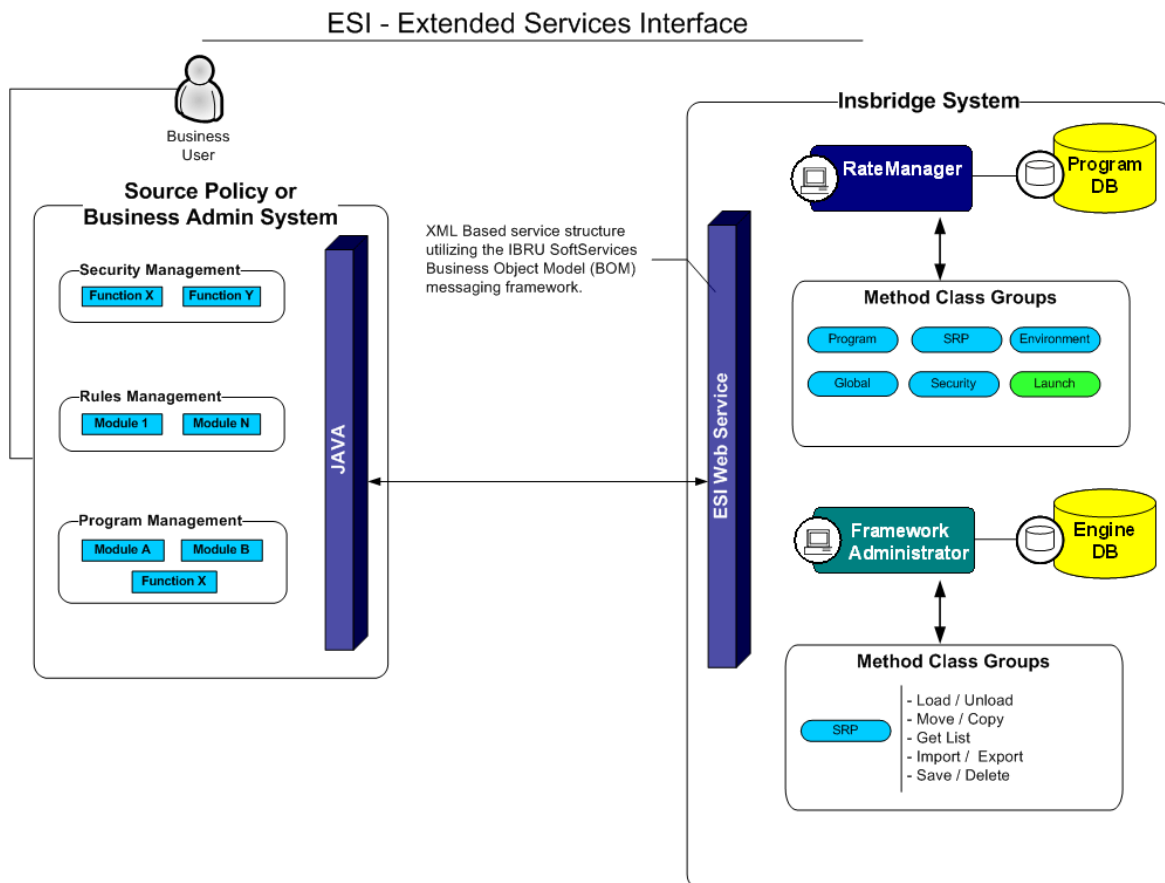 ESI - Extended Services Interface
Business
User
Source Policy or
Business Admin System
Security Management
Function X
Function Y
Rules Management
Module 1
Module N
Program Management
Module A
Module B
Function X
JAVA
XML Based service structure
utilizing the IBRU SoftServices
Business Object Model (BOM)
messaging framework.
ESI Web Service
Insbridge System
RateManager
Program
DB
Method Class Groups
Program
SRP
Environment
Global
Security
Launch
Framework
Administrator
Engine
DB
Method Class Groups
SRP
- Load / Unload
- Move / Copy
- Get List
- Import / Export
- Save / Delete